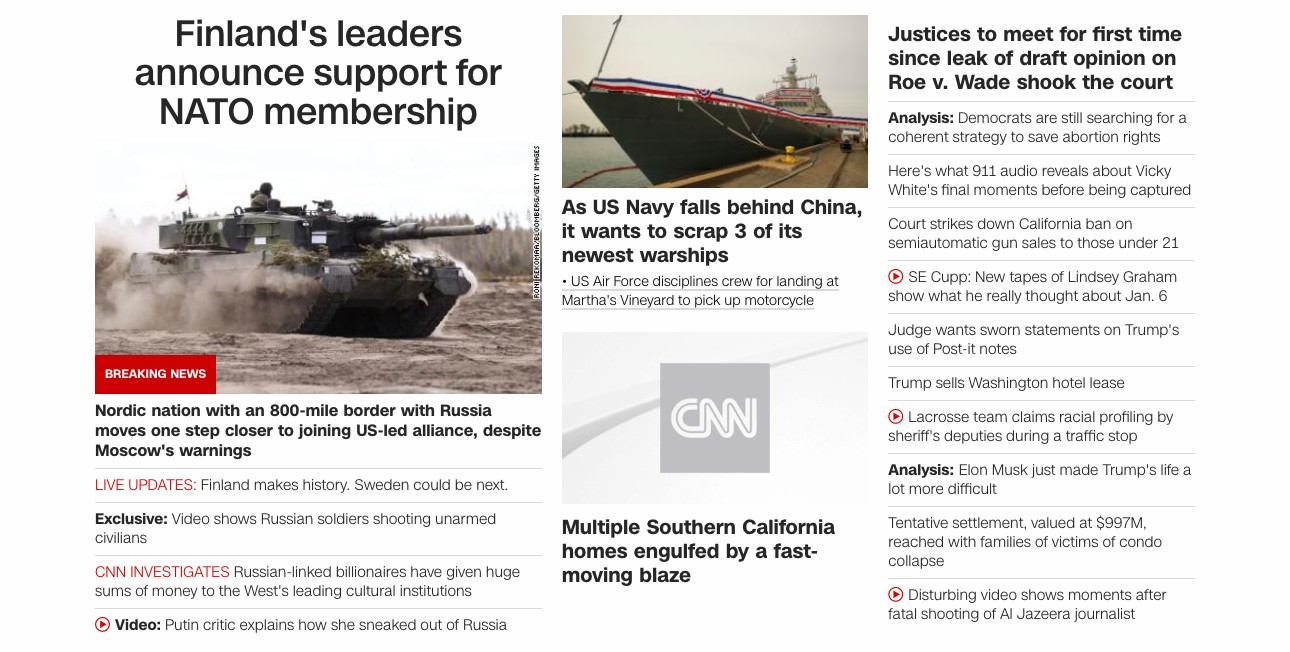 Finland's leaders
announce support for
NATO membership
RONI REKOMAA/BLOOMBERG/GETTY IMAGES
BREAKING NEWS
Nordic nation with an 800-mile border with Russia
moves one step closer to joining US-led alliance, despite
Moscow's warnings
LIVE UPDATES: Finland makes history. Sweden could be next.
Exclusive: Video shows Russian soldiers shooting unarmed
civilians
CNN INVESTIGATES Russian-linked billionaires have given huge
sums of money to the West's leading cultural institutions
Video: Putin critic explains how she sneaked out of Russia
As US Navy falls behind China,
it wants to scrap 3 of its
newest warships
• US Air Force disciplines crew for landing at
Martha's Vineyard to pick up motorcycle
CNN
Multiple Southern California
homes engulfed by a fast-
moving blaze
Justices to meet for first time
since leak of draft opinion on
Roe v. Wade shook the court
Analysis: Democrats are still searching for a
coherent strategy to save abortion rights
Here's what 911 audio reveals about Vicky
White's final moments before being captured
Court strikes down California ban on
semiautomatic gun sales to those under 21
SE Cupp: New tapes of Lindsey Graham
show what he really thought about Jan. 6
Judge wants sworn statements on Trump's
use of Post-it notes
Trump sells Washington hotel lease
Lacrosse team claims racial profiling by
sheriff's deputies during a traffic stop
Analysis: Elon Musk just made Trump's life a
lot more difficult
Tentative settlement, valued at $997M,
reached with families of victims of condo
collapse
Disturbing video shows moments after
fatal shooting of Al Jazeera journalist